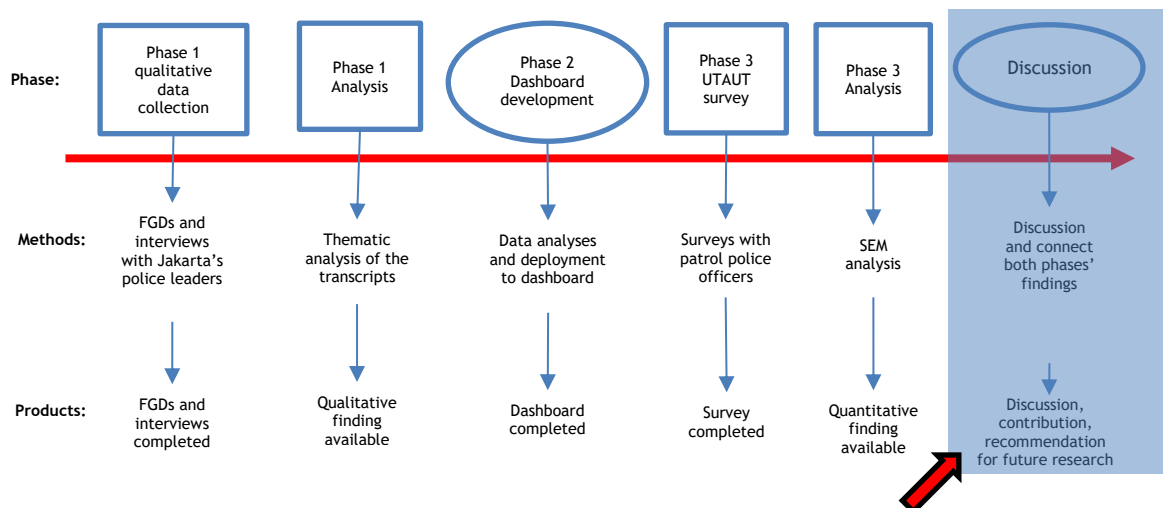 Phase:
Phase 1
qualitative
data
collection
Phase 1
Analysis
Phase 2
Dashboard
development
Phase 3
UTAUT
survey
Phase 3
Analysis
Discussion
Methods:
FGDs and
interviews
with Jakarta’s
police leaders
Thematic
analysis of the
transcripts
Data analyses
and deployment
to dashboard
Surveys with
patrol police
officers
SEM
analysis
Discussion
and connect
both phases’
findings
Products:
FGDs and
interviews
completed
Qualitative
finding
available
Dashboard
completed
Survey
completed
Quantitative
finding
available
Discussion,
contribution,
recommendation
for future research